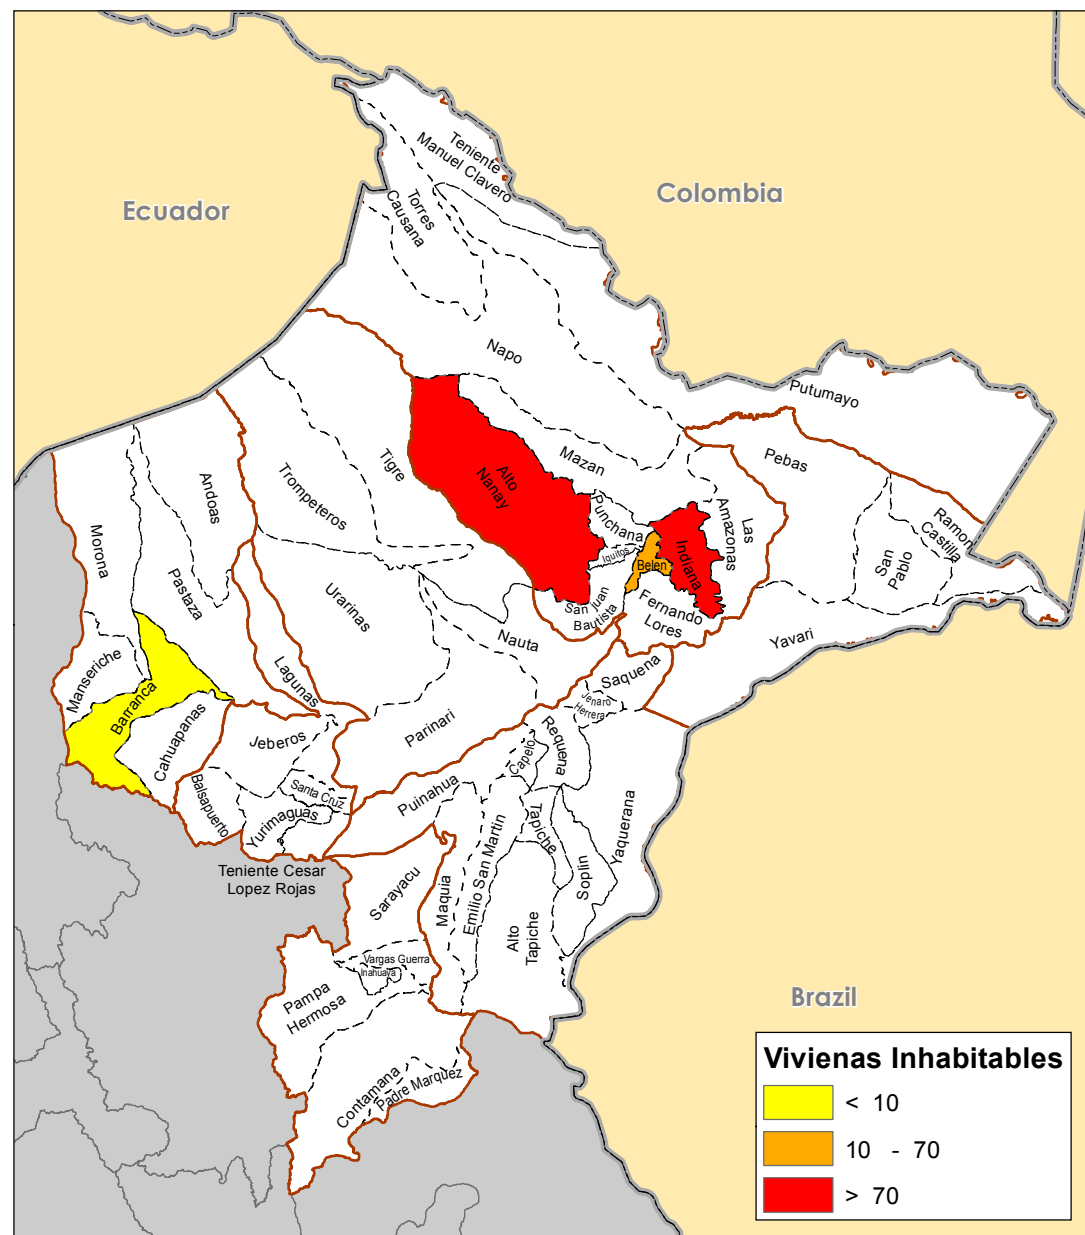 Ecuador
Colombia
Teniente
Manuel Clavero
Torres
Causana
Napo
Putumayo
Mazan
Pebas
Alto
Nanay
Tigre
Trompeteros
Andoas
Morona
Pastaza
Punchana
Iquitos
Belen
Indiana
Las
Amazonas
San
Pablo
Ramon
Castilla
Urarinas
San Juan
Bautista
Fernando
Lores
Nauta
Yavari
Manseriche
Barranca
Lagunas
Saquena
Jenaro
Herrera
Cahuapanas
Jeberos
Parinari
Requena
Capelo
Puinahua
Santa Cruz
Balsapuerto
Yurimaguas
Teniente Cesar
Lopez Rojas
Tapiche
Emilio San Martin
Maquia
Soplin
Yaquerana
Alto
Tapiche
Sarayacu
Vargas Guerra
Inahuaya
Pampa
Hermosa
Contamana
Padre Marquez
Brazil
Vivienas Inhabitables
< 10
10 - 70
> 70